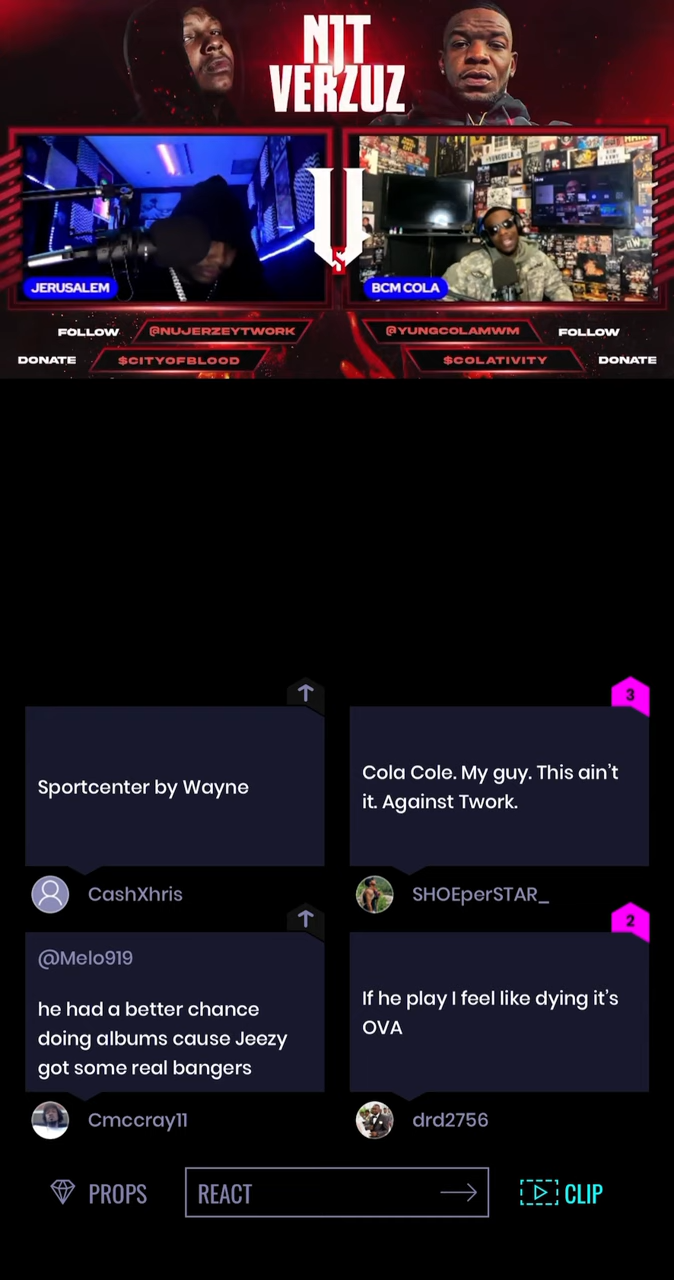 NJT
VERZUZ
JERUSALEM
BCM COLA
FOLLOW @NUJERZEYTWORK
@YUNGCOLAMWM FOLLOW
DONATE $CITYOFBLOOD
$COLATIVITY DONATE
Sportcenter by Wayne
CashXhris
3
Cola Cole. My guy. This ain't
it. Against Twork.
SHOEperSTAR_
@Melo919
he had a better chance
doing albums cause Jeezy
got some real bangers
Cmccray11
2
If he play I feel like dying it's
OVA
drd2756
PROPS
REACT
CLIP